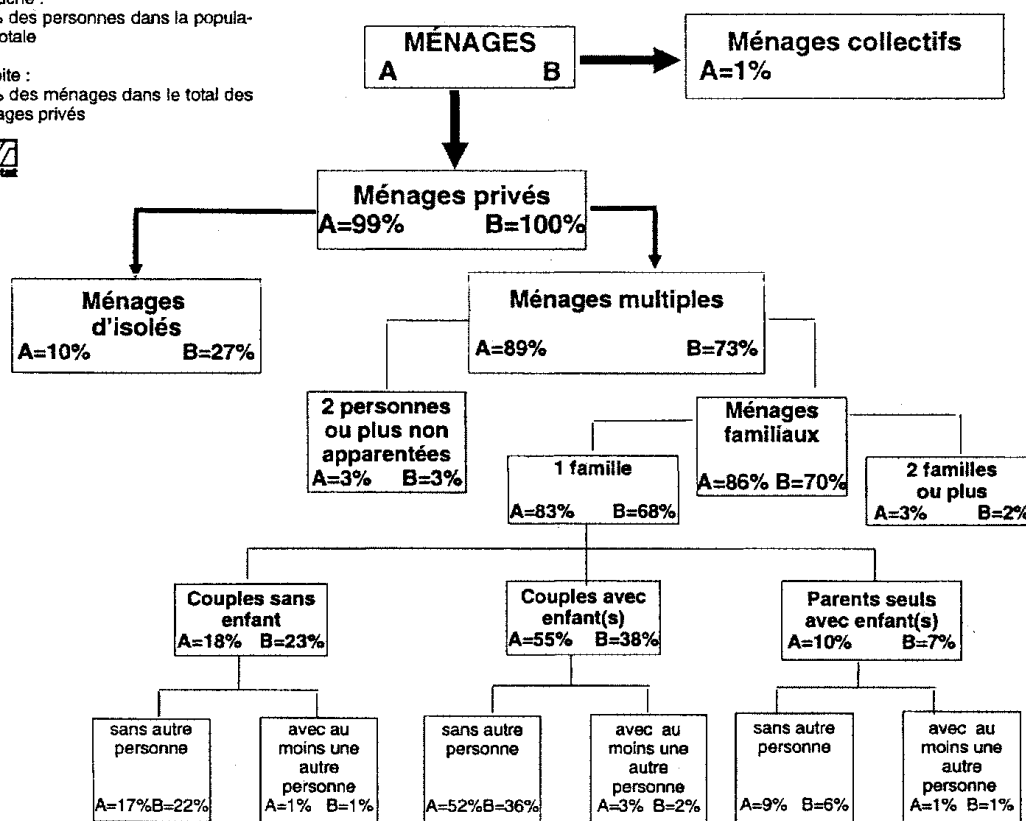 % des personnes dans la popula-
otale
ite :
% des ménages dans le total des
ages privés
MÉNAGES
A B
Ménages collectifs
A=1%
Ménages privés
A=99% B=100%
Ménages
d'isolés
A=10% B=27%
Ménages multiples
A=89% B=73%
2 personnes
ou plus non
apparentées
A=3% B=3%
Ménages
familiaux
A=86% B=70%
1 famille
A=83% B=68%
2 familles
ou plus
A=3% B=2%
Couples sans
enfant
A=18% B=23%
Couples avec
enfant(s)
A=55% B=38%
Parents seuls
avec enfant(s)
A=10% B=7%
sans autre
personne
A=17%B=22%
avec au
moins une
autre
personne
A=1% B=1%
sans autre
personne
A=52%B=36%
avec au
moins une
autre
personne
A=3% B=2%
sans autre
personne
A=9% B=6%
avec au
moins une
autre
personne
A=1% B=1%